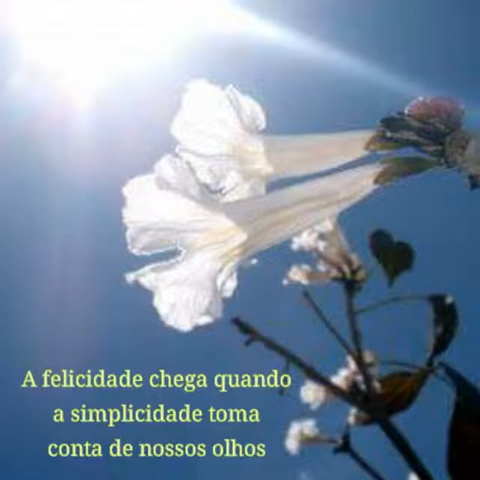 A felicidade chega quando
a simplicidade toma
conta de nossos olhos